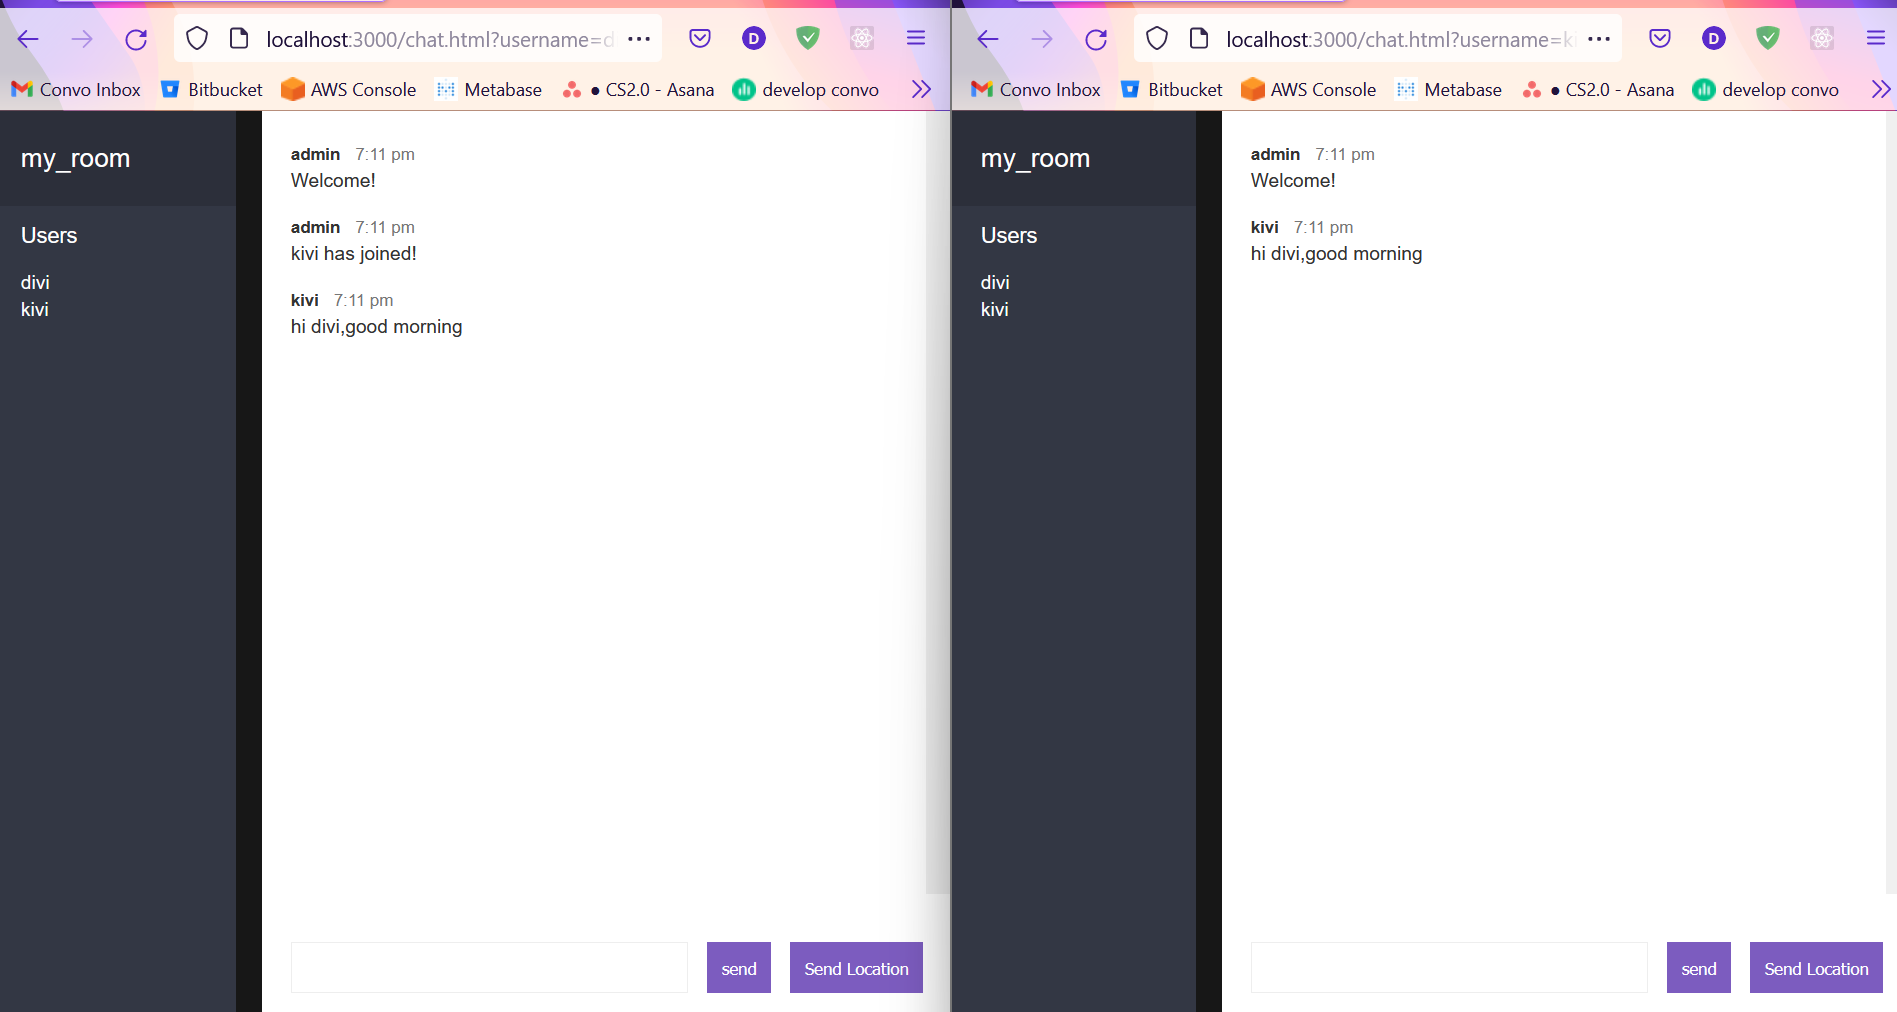 localhost:3000/chat.html?username=d
D
Convo Inbox Bitbucket AWS Console Metabase ● CS2.0 - Asana develop convo
my_room
Users
divi
kivi
admin 7:11 pm
Welcome!
admin 7:11 pm
kivi has joined!
kivi 7:11 pm
hi divi,good morning
send Send Location
localhost:3000/chat.html?username=k
D
Convo Inbox Bitbucket AWS Console Metabase ● CS2.0 - Asana develop convo
my_room
Users
divi
kivi
admin 7:11 pm
Welcome!
kivi 7:11 pm
hi divi,good morning
send Send Location